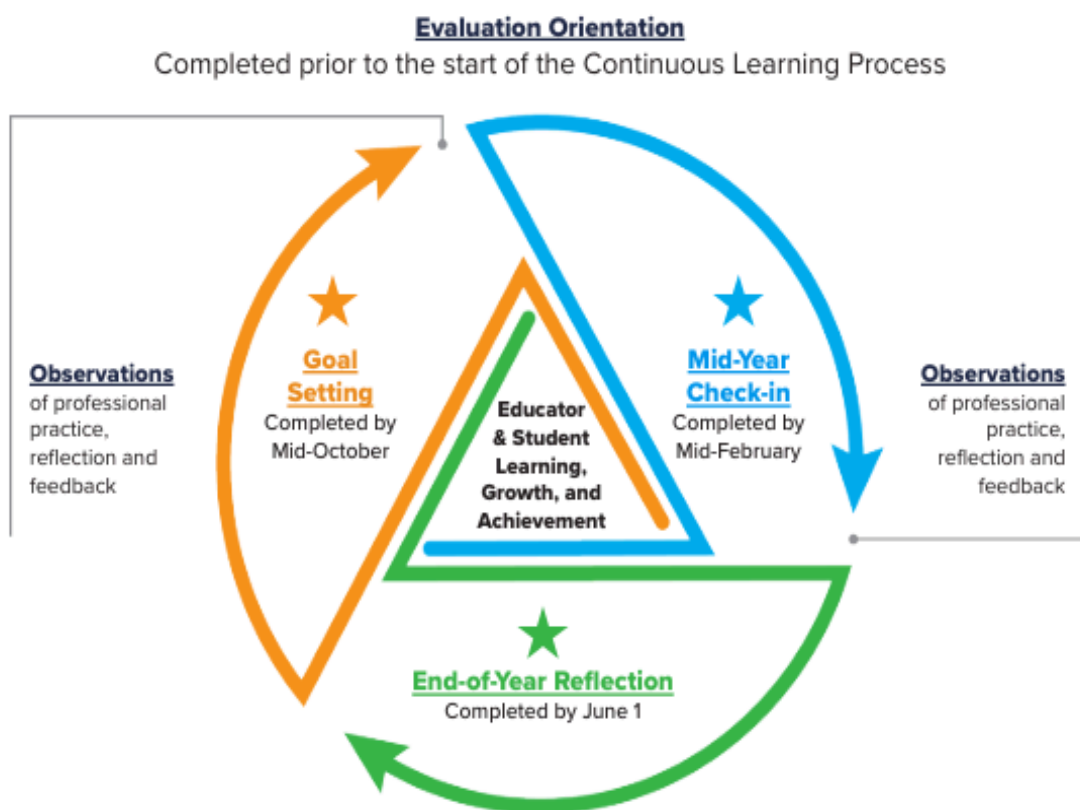 Evaluation Orientation
Completed prior to the start of the Continuous Learning Process
Observations
of professional
practice,
reflection and
feedback
Goal
Setting
Completed by
Mid-October
Educator
& Student
Learning,
Growth, and
Achievement
Mid-Year
Check-in
Completed by
Mid-February
Observations
of professional
practice,
reflection and
feedback
End-of-Year Reflection
Completed by June 1